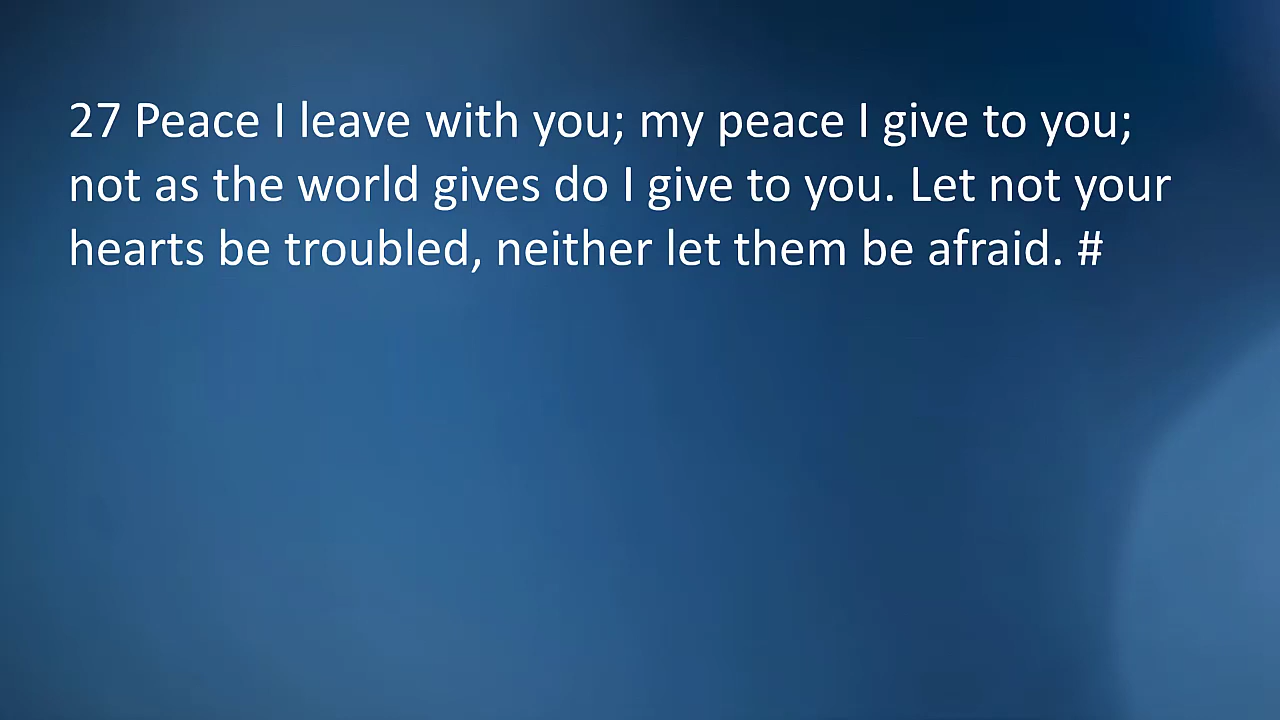 27 Peace I leave with you; my peace I give to you;
not as the world gives do I give to you. Let not your
hearts be troubled, neither let them be afraid. #